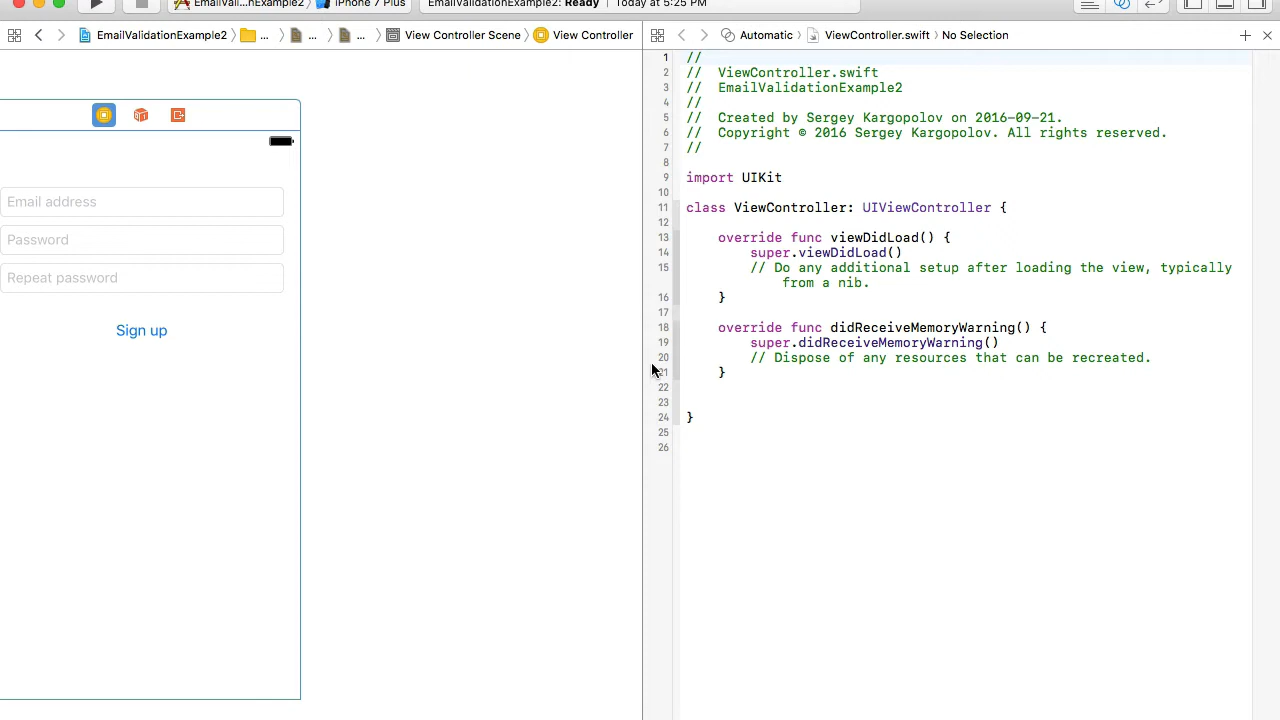 EmailVali...nExample2 〉 iPhone 7 Plus
EmailValidationExample2: Ready | Today at 5:25 PM
EmailValidationExample2 〉 ... 〉 ... 〉 ... 〉 View Controller Scene 〉 View Controller
Automatic 〉 ViewController.swift 〉 No Selection
Email address
Password
Repeat password
Sign up
1 //
2 //  ViewController.swift
3 //  EmailValidationExample2
4 //
5 //  Created by Sergey Kargopolov on 2016-09-21.
6 //  Copyright © 2016 Sergey Kargopolov. All rights reserved.
7 //
8
9 import UIKit
10
11 class ViewController: UIViewController {
12
13     override func viewDidLoad() {
14         super.viewDidLoad()
15         // Do any additional setup after loading the view, typically
from a nib.
16     }
17
18     override func didReceiveMemoryWarning() {
19         super.didReceiveMemoryWarning()
20         // Dispose of any resources that can be recreated.
21     }
22
23
24 }
25
26